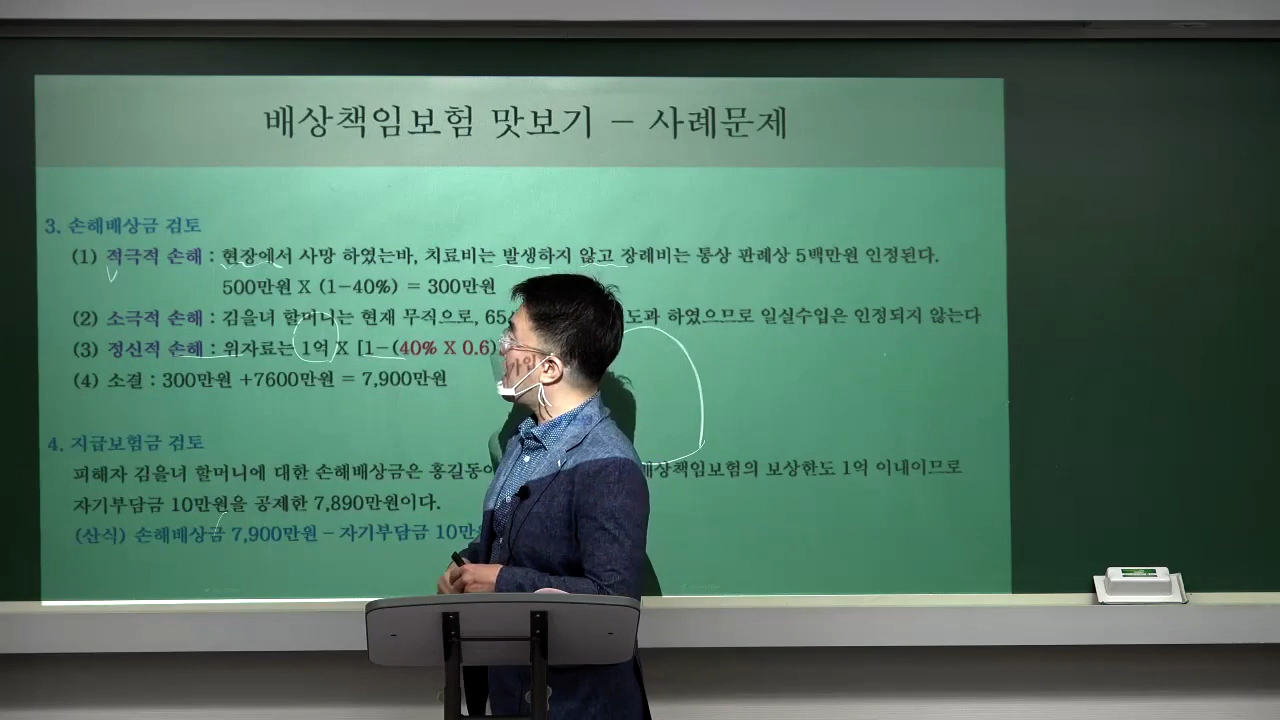 배상책임보험 맛보기 – 사례문제
3. 손해배상금 검토
(1) 적극적 손해 : 현장에서 사망 하였는바, 치료비는 발생하지 않고 장례비는 통상 판례상 5백만원 인정된다.
500만원 X (1-40%) = 300만원
(2) 소극적 손해 : 김을녀 할머니는 현재 무직으로, 65 도과 하였으므로 일실수입은 인정되지 않는다
(3) 정신적 손해 : 위자료는 1억 X [1-(40% X 0.6)
(4) 소결 : 300만원 +7600만원 = 7,900만원
4. 지급보험금 검토
피해자 김을녀 할머니에 대한 손해배상금은 홍길동이 배상책임보험의 보상한도 1억 이내이므로
자기부담금 10만원을 공제한 7,890만원이다.
(산식) 손해배상금 7,900만원 – 자기부담금 10만